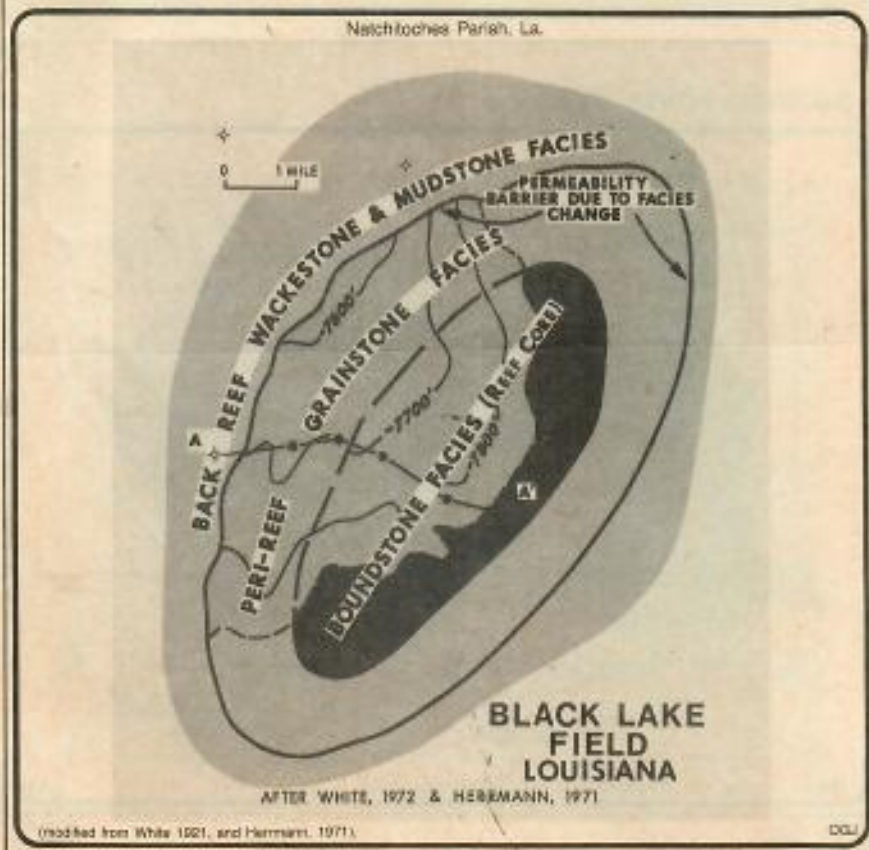 Natchitoches Parish, La.
0 1 MILE
BACK REEF WACKESTONE & MUDSTONE FACIES
PERMEABILITY
BARRIER DUE TO FACIES
CHANGE
-7600'
GRAINSTONE FACIES
PERI-REEF
-7700'
BOUNDSTONE FACIES (REEF CORE)
-7800'
A
A'
BLACK LAKE
FIELD
LOUISIANA
AFTER WHITE, 1972 & HERRMANN, 1971
(modified from White 1921, and Herrmann, 1971).
OGJ